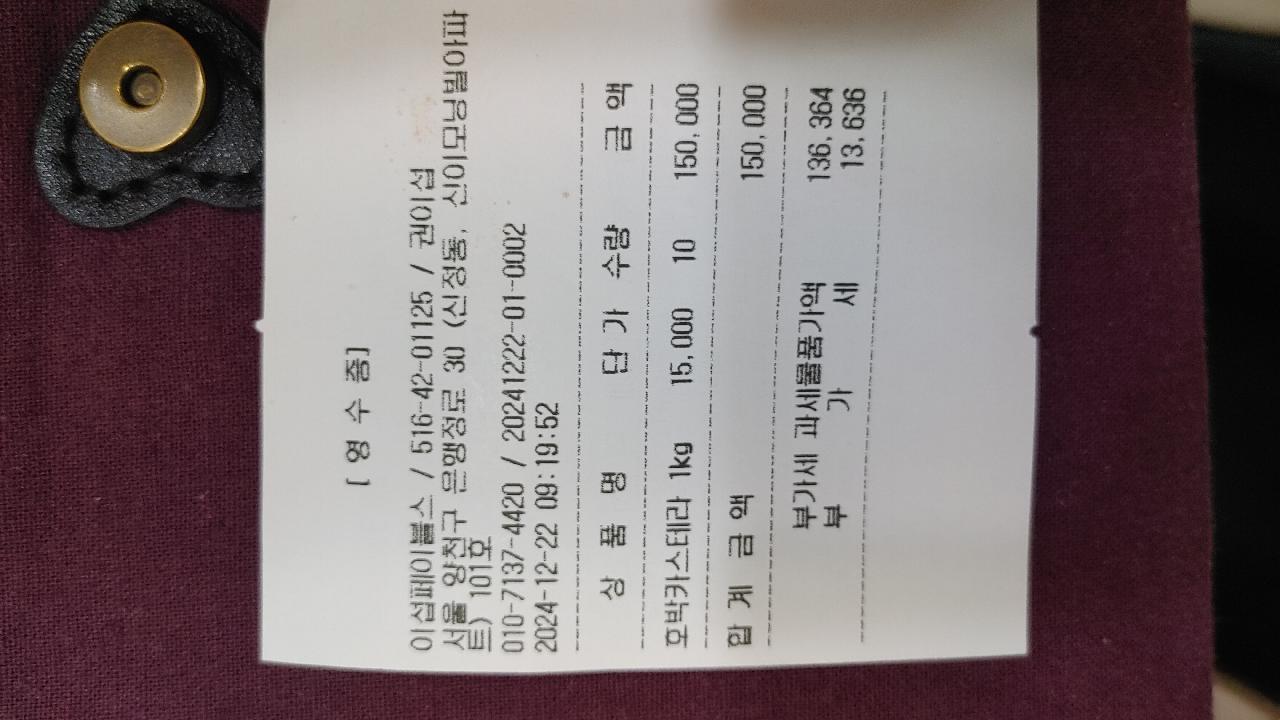 [ 영 수 증]
이섭페이블스 / 516-42-01125 / 권이섭
서울 양천구 은행정로 30 (신정동, 신이모닝빌아파
트) 101호
010-7137-4420 / 20241222-01-0002
2024-12-22 09:19:52
상 품 명 단 가 수량 금 액
호박카스테라 1kg 15,000 10 150,000
합 계 금 액 150,000
부가세 과세물품가액 136,364
부 가 세 13,636